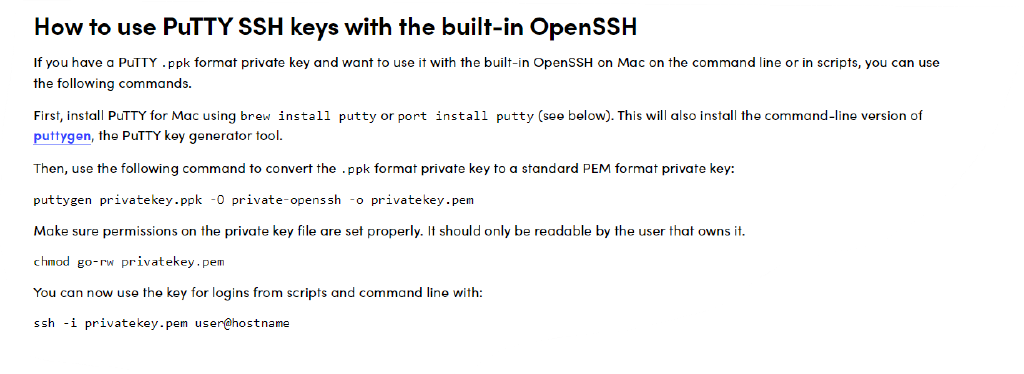 How to use PuTTY SSH keys with the built-in OpenSSH
If you have a PuTTY .ppk format private key and want to use it with the built-in OpenSSH on Mac on the command line or in scripts, you can use
the following commands.
First, install PuTTY for Mac using brew install putty or port install putty (see below). This will also install the command-line version of
puttygen, the PuTTY key generator tool.
Then, use the following command to convert the .ppk format private key to a standard PEM format private key:
puttygen privatekey.ppk -O private-openssh -o privatekey.pem
Make sure permissions on the private key file are set properly. It should only be readable by the user that owns it.
chmod go-rw privatekey.pem
You can now use the key for logins from scripts and command line with:
ssh -i privatekey.pem user@hostname